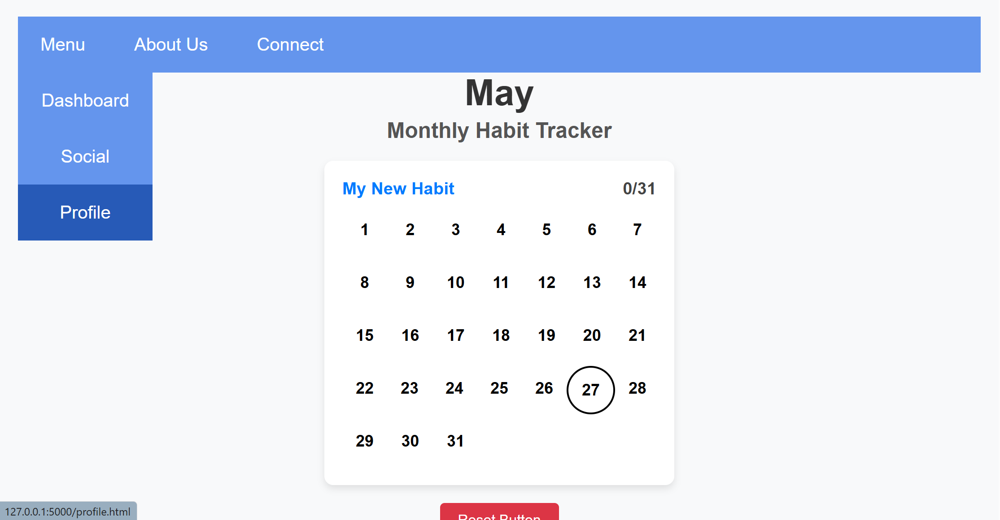 Menu About Us Connect
Dashboard
Social
Profile
May
Monthly Habit Tracker
My New Habit 0/31
1 2 3 4 5 6 7
8 9 10 11 12 13 14
15 16 17 18 19 20 21
22 23 24 25 26 27 28
29 30 31
Reset Button
127.0.0.1:5000/profile.html